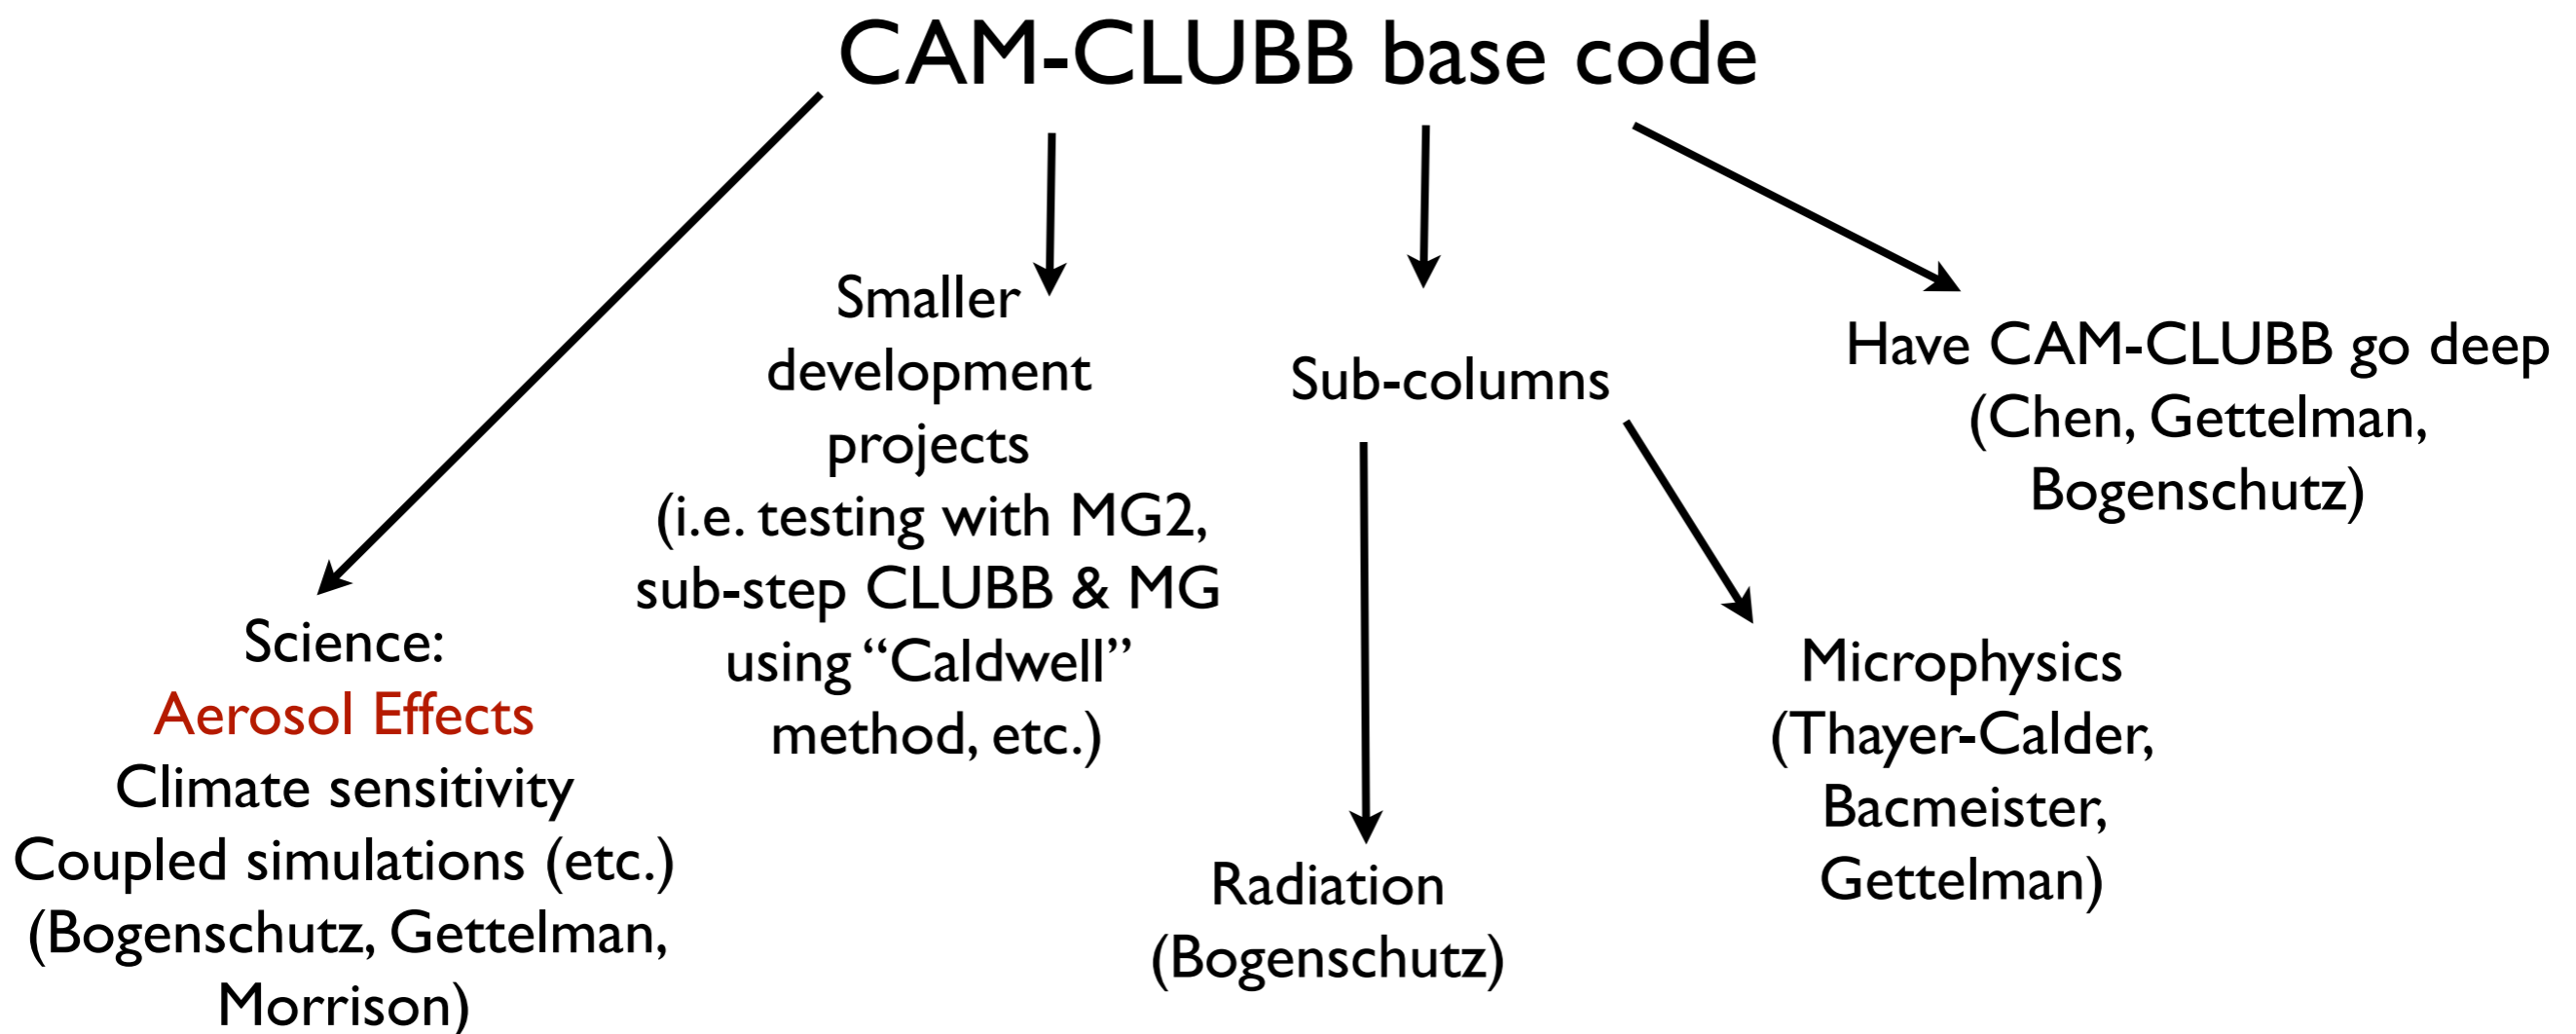 CAM-CLUBB base code
Science:
Aerosol Effects
Climate sensitivity
Coupled simulations (etc.)
(Bogenschutz, Gettelman,
Morrison)
Smaller
development
projects
(i.e. testing with MG2,
sub-step CLUBB & MG
using “Caldwell”
method, etc.)
Sub-columns
Radiation
(Bogenschutz)
Microphysics
(Thayer-Calder,
Bacmeister,
Gettelman)
Have CAM-CLUBB go deep
(Chen, Gettelman,
Bogenschutz)